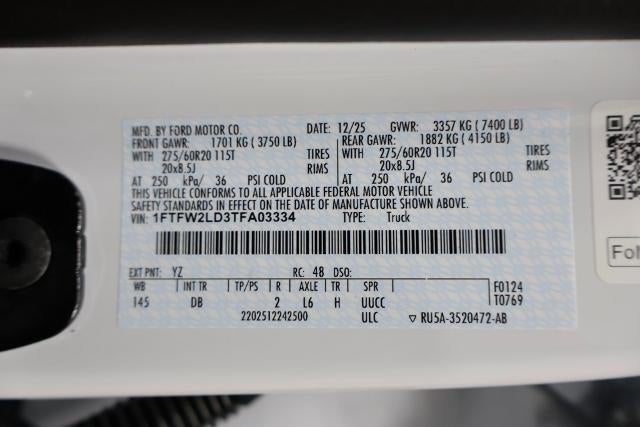 MFD. BY FORD MOTOR CO. DATE: 12/25 GVWR: 3357 KG ( 7400 LB)
FRONT GAWR: 1701 KG ( 3750 LB) REAR GAWR: 1882 KG ( 4150 LB)
WITH 275/60R20 115T TIRES WITH 275/60R20 115T TIRES
20x8.5J RIMS 20x8.5J RIMS
AT 250 kPa/ 36 PSI COLD AT 250 kPa/ 36 PSI COLD
THIS VEHICLE CONFORMS TO ALL APPLICABLE FEDERAL MOTOR VEHICLE
SAFETY STANDARDS IN EFFECT ON THE DATE OF MANUFACTURE SHOWN ABOVE.
VIN: 1FTFW2LD3TFA03334 TYPE: Truck
EXT PNT: YZ RC: 48 DSO:
WB INT TR TP/PS R AXLE TR SPR F0124
145 DB 2 L6 H UUCC T0769
2202512242500 ULC ▽ RU5A-3520472-AB
Fol